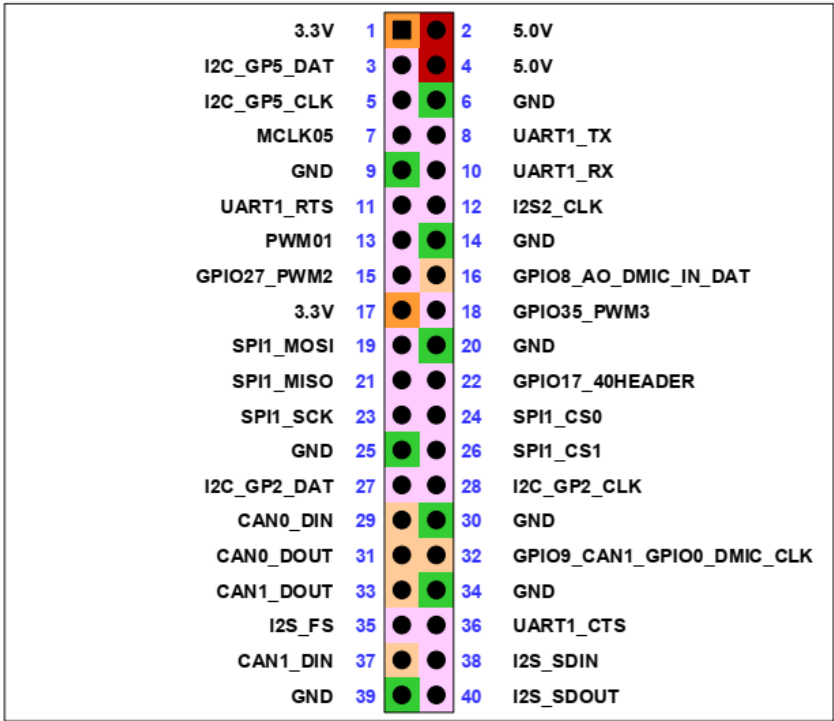 3.3V 1 2 5.0V
I2C_GP5_DAT 3 4 5.0V
I2C_GP5_CLK 5 6 GND
MCLK05 7 8 UART1_TX
GND 9 10 UART1_RX
UART1_RTS 11 12 I2S2_CLK
PWM01 13 14 GND
GPIO27_PWM2 15 16 GPIO8_AO_DMIC_IN_DAT
3.3V 17 18 GPIO35_PWM3
SPI1_MOSI 19 20 GND
SPI1_MISO 21 22 GPIO17_40HEADER
SPI1_SCK 23 24 SPI1_CS0
GND 25 26 SPI1_CS1
I2C_GP2_DAT 27 28 I2C_GP2_CLK
CAN0_DIN 29 30 GND
CAN0_DOUT 31 32 GPIO9_CAN1_GPIO0_DMIC_CLK
CAN1_DOUT 33 34 GND
I2S_FS 35 36 UART1_CTS
CAN1_DIN 37 38 I2S_SDIN
GND 39 40 I2S_SDOUT